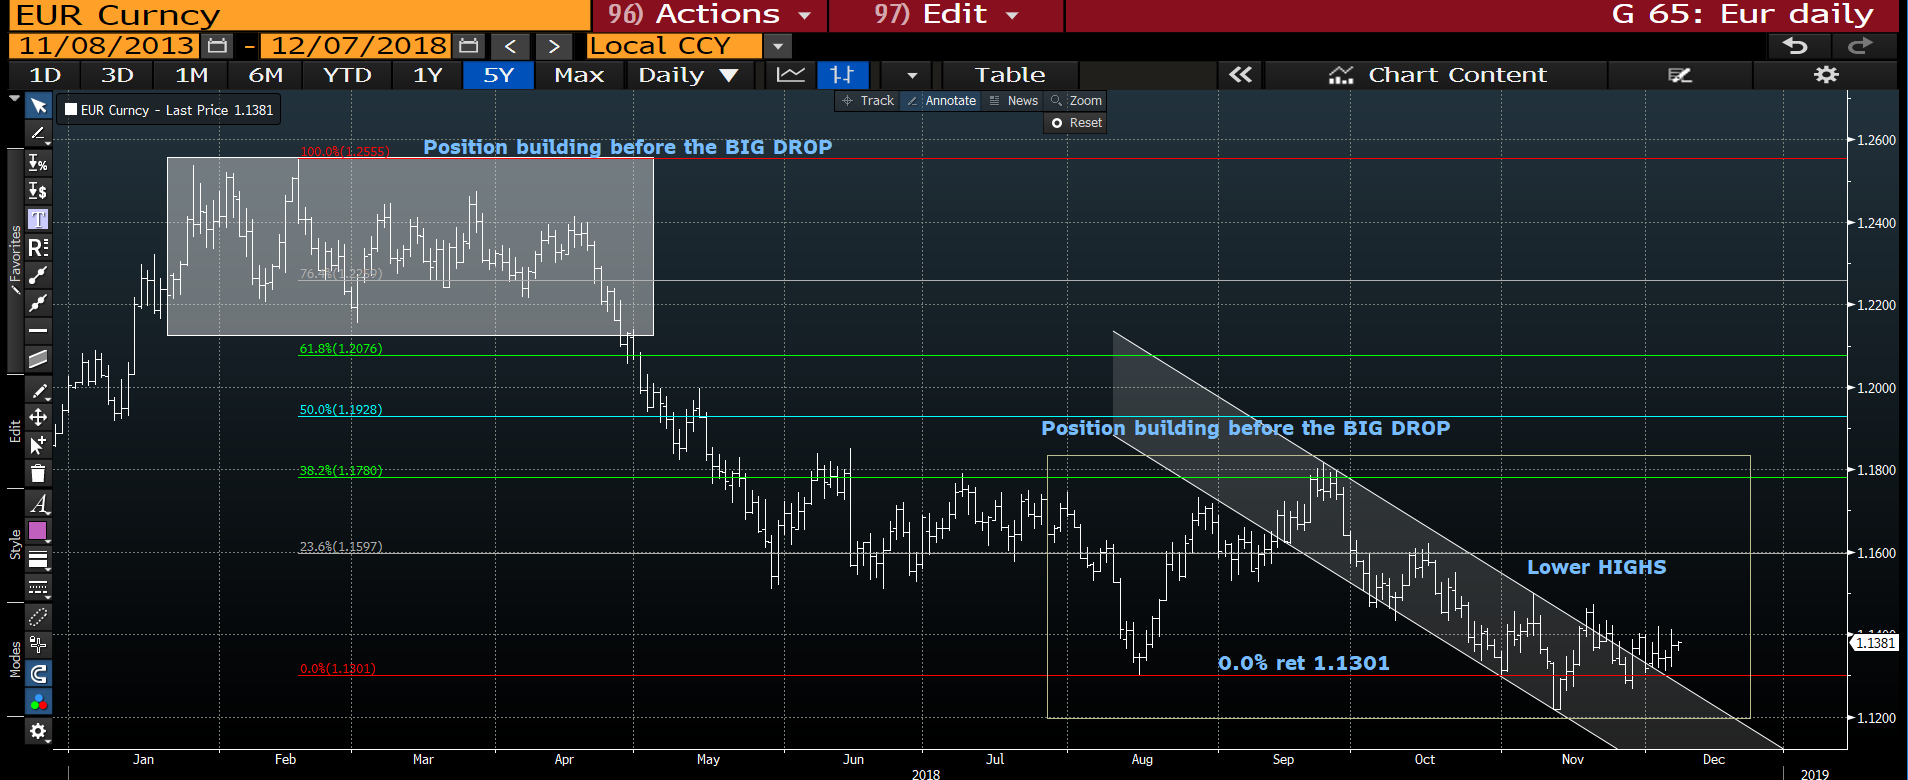 EUR Curncy 96) Actions 97) Edit G 65: Eur daily
11/08/2013 - 12/07/2018 < > Local CCY
1D 3D 1M 6M YTD 1Y 5Y Max Daily Table Chart Content
Track Annotate News Zoom
EUR Curncy - Last Price 1.1381
Reset
Position building before the BIG DROP
100.0%(1.2555)
76.4%(1.2259)
61.8%(1.2076)
50.0%(1.1928)
Position building before the BIG DROP
38.2%(1.1780)
23.6%(1.1597)
Lower HIGHS
0.0% ret 1.1301
0.0%(1.1301)
1.2600
1.2400
1.2200
1.2000
1.1800
1.1600
1.1400
1.1381
1.1200
Favorites
Edit
Style
Modes
% 
$
T
R
A
Jan Feb Mar Apr May Jun Jul Aug Sep Oct Nov Dec
2018 2019